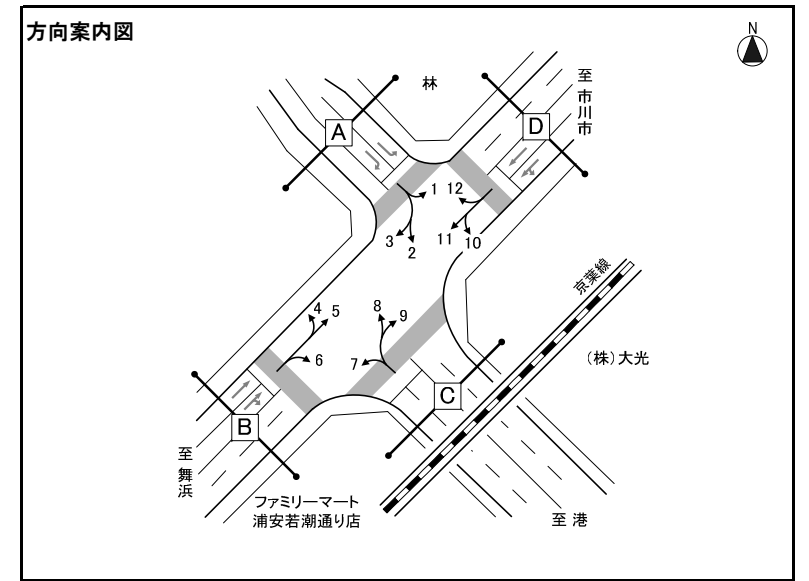 方向案内図
N
林
至市川市
A
D
1
12
3
2
11
10
京葉線
4
5
8
9
6
7
(株)大光
C
B
至舞浜
ファミリーマート
浦安若潮通り店
至 港